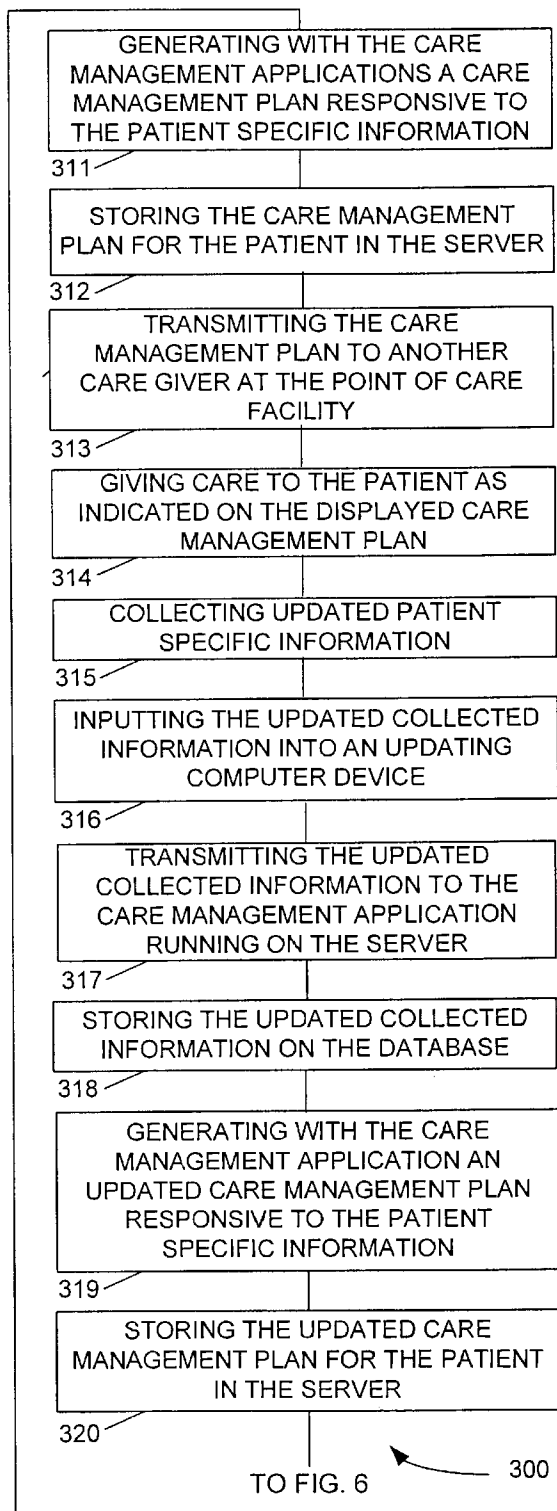 GENERATING WITH THE CARE
MANAGEMENT APPLICATIONS A CARE
MANAGEMENT PLAN RESPONSIVE TO
THE PATIENT SPECIFIC INFORMATION
311
STORING THE CARE MANAGEMENT
PLAN FOR THE PATIENT IN THE SERVER
312
TRANSMITTING THE CARE
MANAGEMENT PLAN TO ANOTHER
CARE GIVER AT THE POINT OF CARE
FACILITY
313
GIVING CARE TO THE PATIENT AS
INDICATED ON THE DISPLAYED CARE
MANAGEMENT PLAN
314
COLLECTING UPDATED PATIENT
SPECIFIC INFORMATION
315
INPUTTING THE UPDATED COLLECTED
INFORMATION INTO AN UPDATING
COMPUTER DEVICE
316
TRANSMITTING THE UPDATED
COLLECTED INFORMATION TO THE
CARE MANAGEMENT APPLICATION
RUNNING ON THE SERVER
317
STORING THE UPDATED COLLECTED
INFORMATION ON THE DATABASE
318
GENERATING WITH THE CARE
MANAGEMENT APPLICATION AN
UPDATED CARE MANAGEMENT PLAN
RESPONSIVE TO THE PATIENT
SPECIFIC INFORMATION
319
STORING THE UPDATED CARE
MANAGEMENT PLAN FOR THE PATIENT
IN THE SERVER
320
300
TO FIG. 6